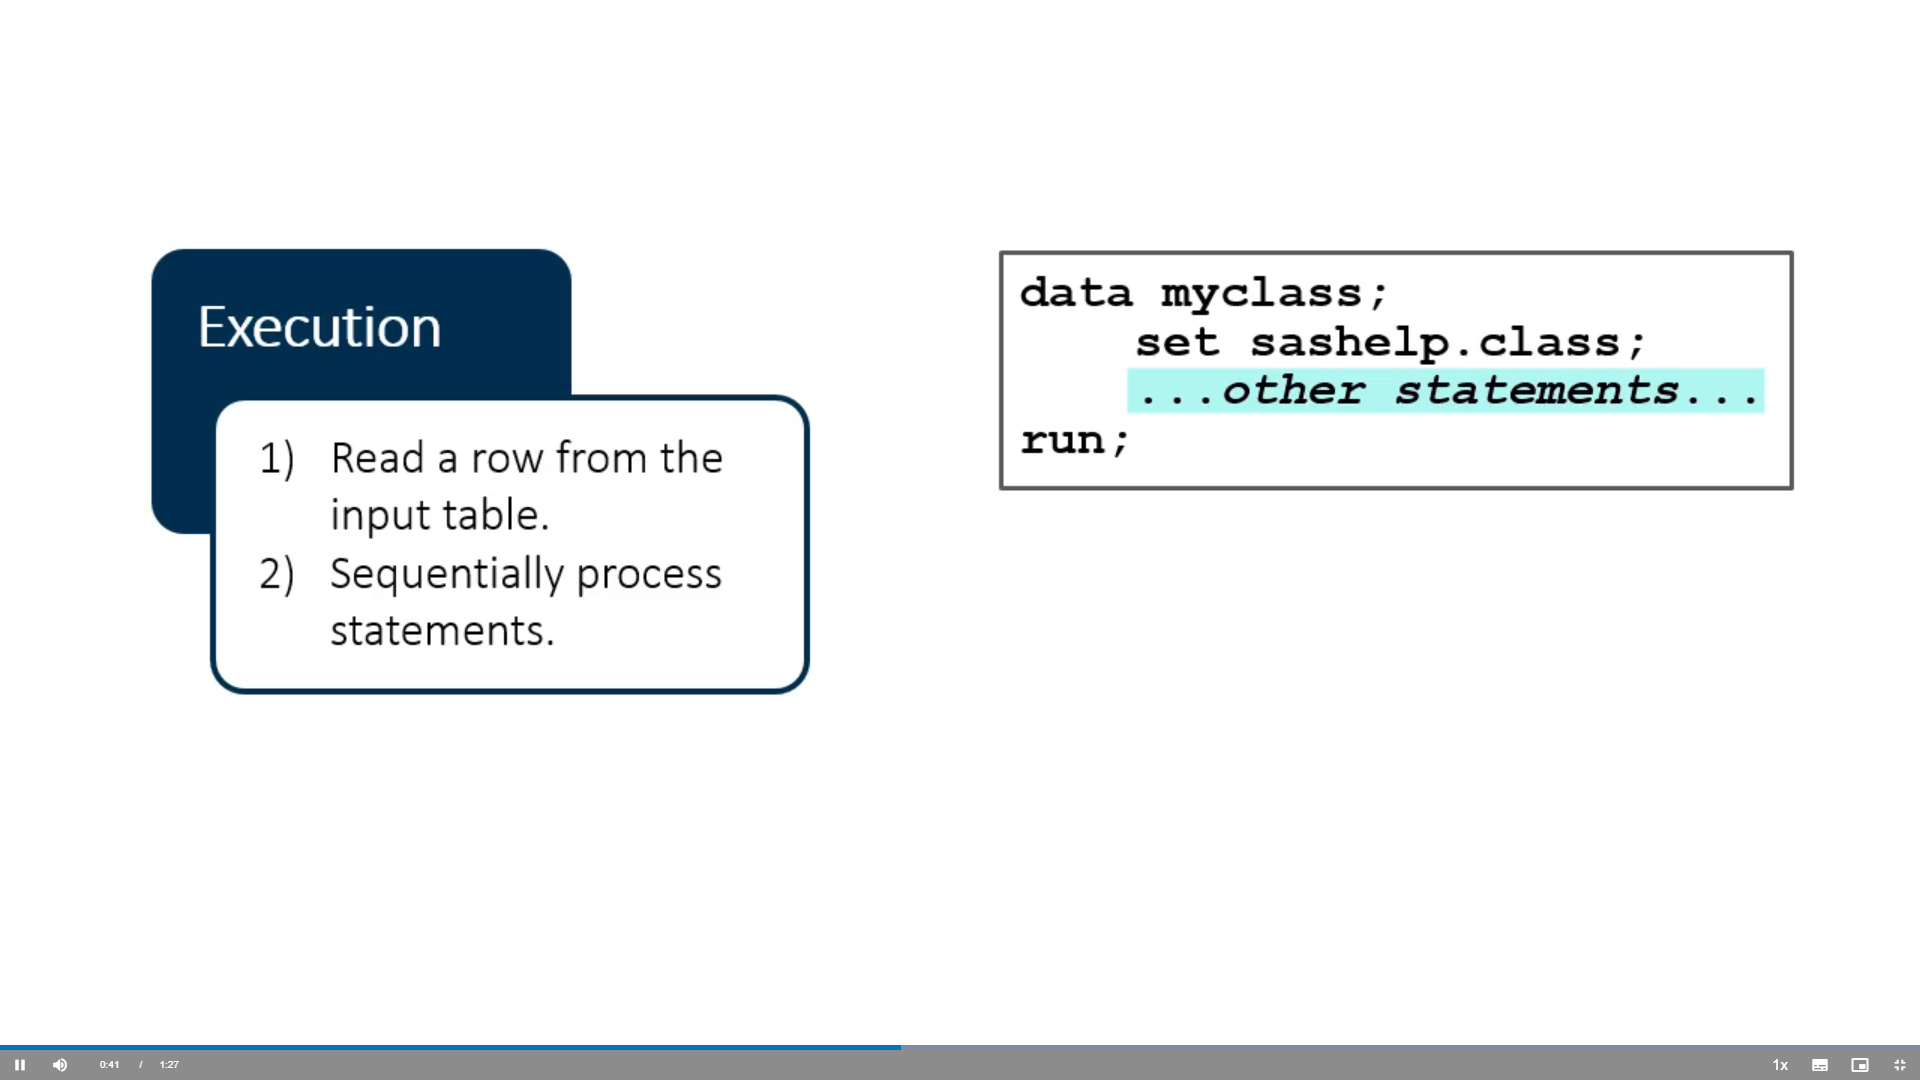 Execution
1) Read a row from the
input table.
2) Sequentially process
statements.
data myclass;
set sashelp.class;
...other statements...
run;
0:41 / 1:27
1x